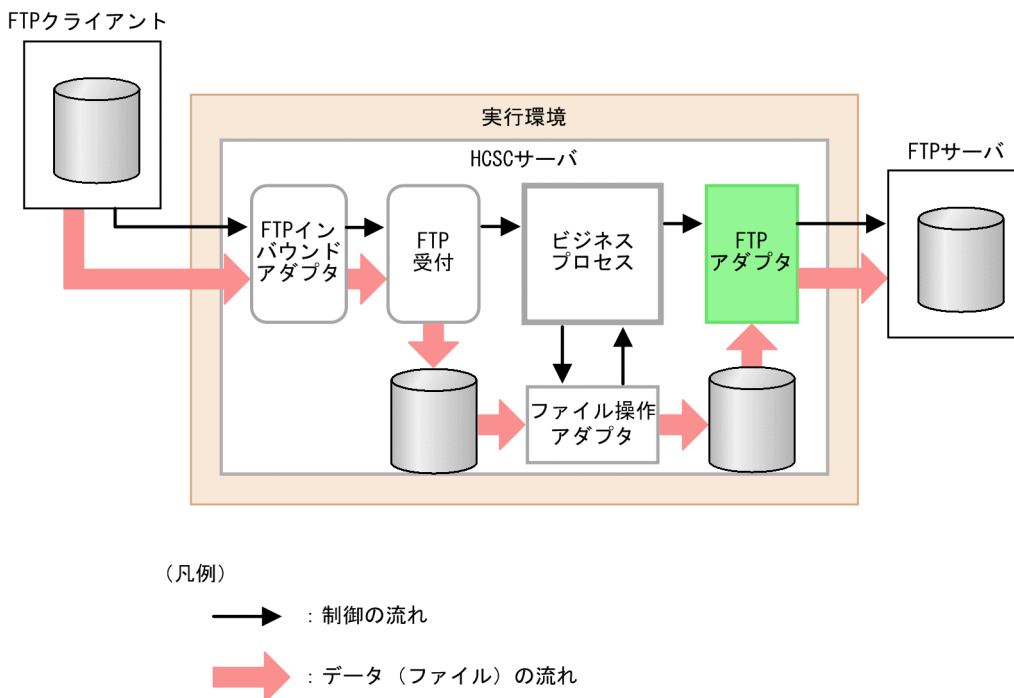 FTPクライアント
実行環境
HCSCサーバ
FTPサーバ
FTPイン
バウンド
アダプタ
FTP
受付
ビジネス
プロセス
FTP
アダプタ
ファイル操作
アダプタ
（凡例）
：制御の流れ
：データ（ファイル）の流れ